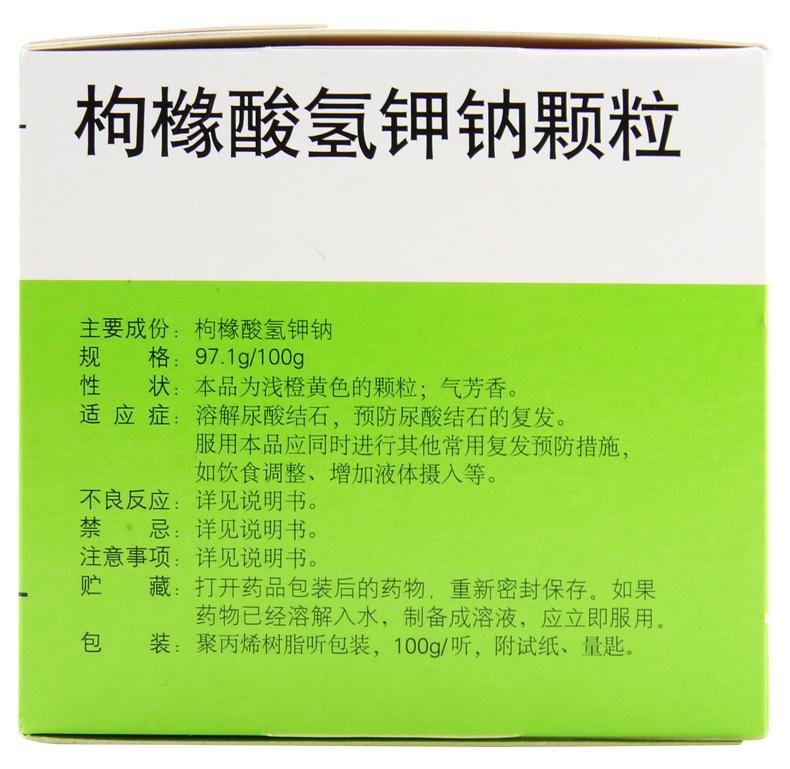 枸橼酸氢钾钠颗粒
主要成份：枸橼酸氢钾钠
规　　格：97.1g/100g
性　　状：本品为浅橙黄色的颗粒；气芳香。
适 应 症：溶解尿酸结石，预防尿酸结石的复发。
服用本品应同时进行其他常用复发预防措施，
如饮食调整、增加液体摄入等。
不良反应：详见说明书。
禁　　忌：详见说明书。
注意事项：详见说明书。
贮　　藏：打开药品包装后的药物，重新密封保存。如果
药物已经溶解入水，制备成溶液，应立即服用。
包　　装：聚丙烯树脂听包装，100g/听，附试纸、量匙。